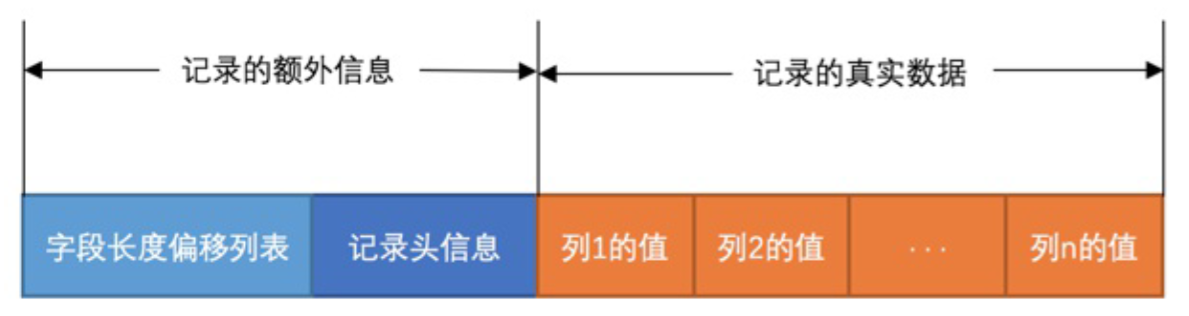 记录的额外信息
记录的真实数据
字段长度偏移列表
记录头信息
列1的值
列2的值
···
列n的值